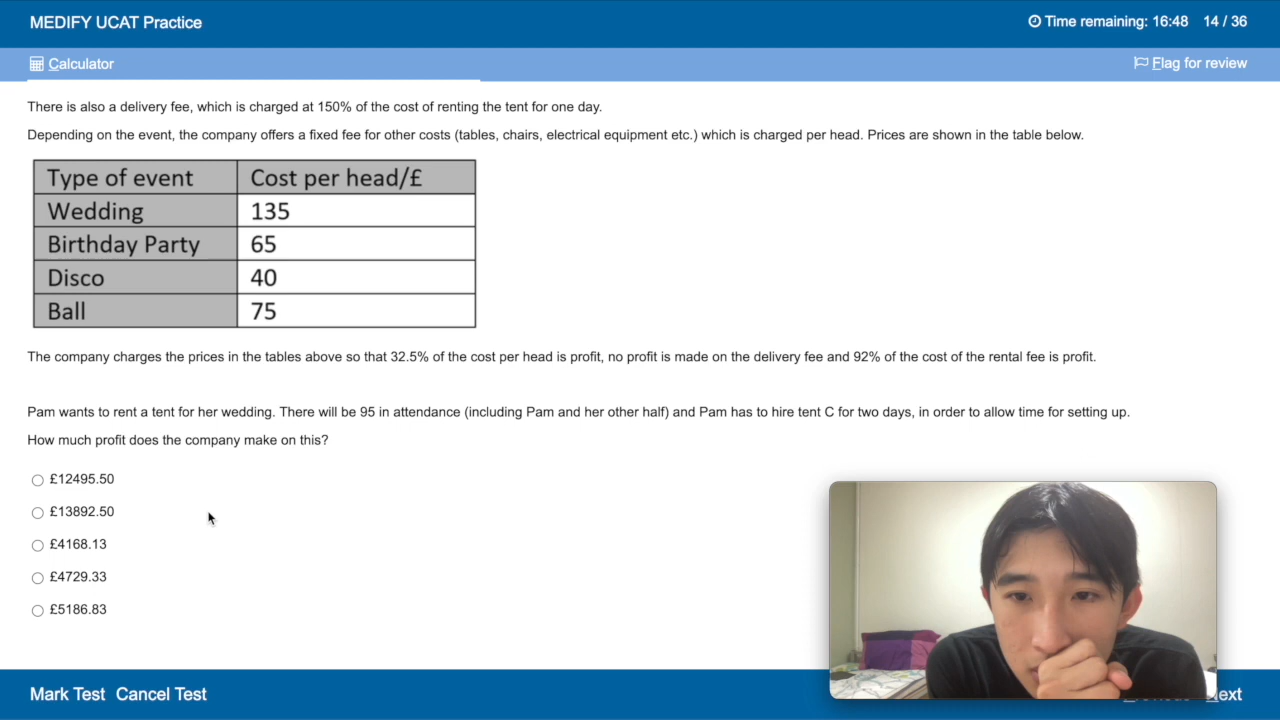 MEDIFY UCAT Practice
Time remaining: 16:48 14 / 36
Calculator
Flag for review
There is also a delivery fee, which is charged at 150% of the cost of renting the tent for one day.
Depending on the event, the company offers a fixed fee for other costs (tables, chairs, electrical equipment etc.) which is charged per head. Prices are shown in the table below.
Type of event Cost per head/£
Wedding 135
Birthday Party 65
Disco 40
Ball 75
The company charges the prices in the tables above so that 32.5% of the cost per head is profit, no profit is made on the delivery fee and 92% of the cost of the rental fee is profit.
Pam wants to rent a tent for her wedding. There will be 95 in attendance (including Pam and her other half) and Pam has to hire tent C for two days, in order to allow time for setting up.
How much profit does the company make on this?
£12495.50
£13892.50
£4168.13
£4729.33
£5186.83
Mark Test Cancel Test